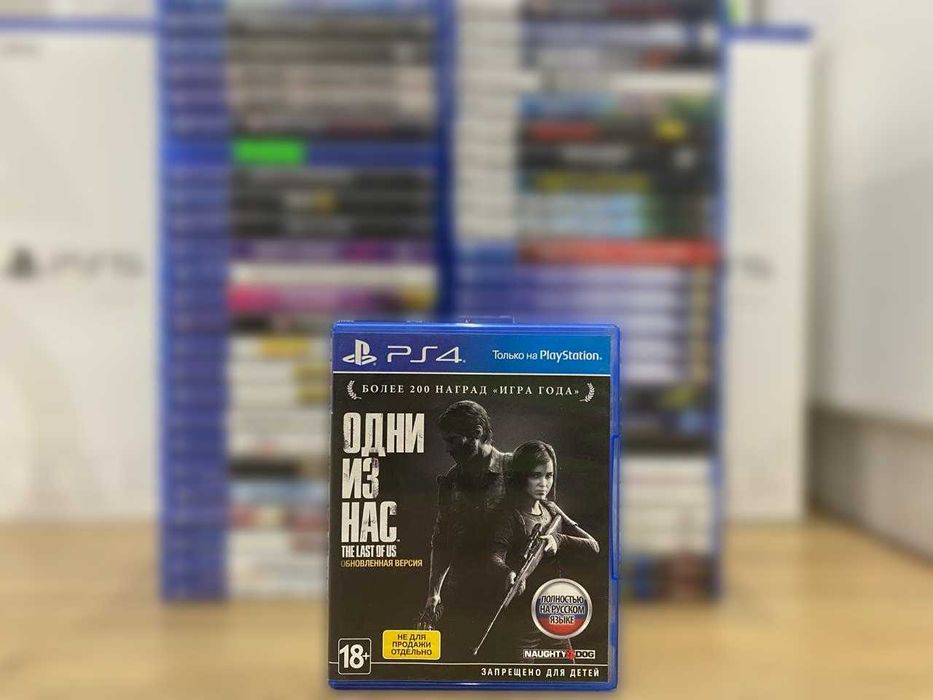 PS4
Только на PlayStation.
БОЛЕЕ 200 НАГРАД «ИГРА ГОДА»
ОДНИ
ИЗ
НАС
THE LAST OF US
ОБНОВЛЕННАЯ ВЕРСИЯ
ПОЛНОСТЬЮ
НА РУССКОМ
ЯЗЫКЕ
НЕ ДЛЯ
ПРОДАЖИ
ОТДЕЛЬНО
18+
NAUGHTY DOG
ЗАПРЕЩЕНО ДЛЯ ДЕТЕЙ
PS5